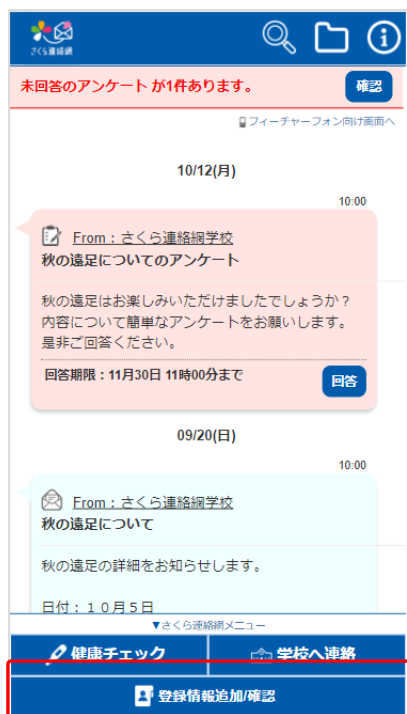 さくら連絡網
未回答のアンケート が1件あります。
確認
フィーチャーフォン向け画面へ
10/12(月)
10:00
From：さくら連絡網学校
秋の遠足についてのアンケート
秋の遠足はお楽しみいただけましたでしょうか？
内容について簡単なアンケートをお願いします。
是非ご回答ください。
回答期限：11月30日 11時00分まで
回答
09/20(日)
10:00
From：さくら連絡網学校
秋の遠足について
秋の遠足の詳細をお知らせします。
日付：１０月５日
▼さくら連絡網メニュー
健康チェック
学校へ連絡
登録情報追加/確認